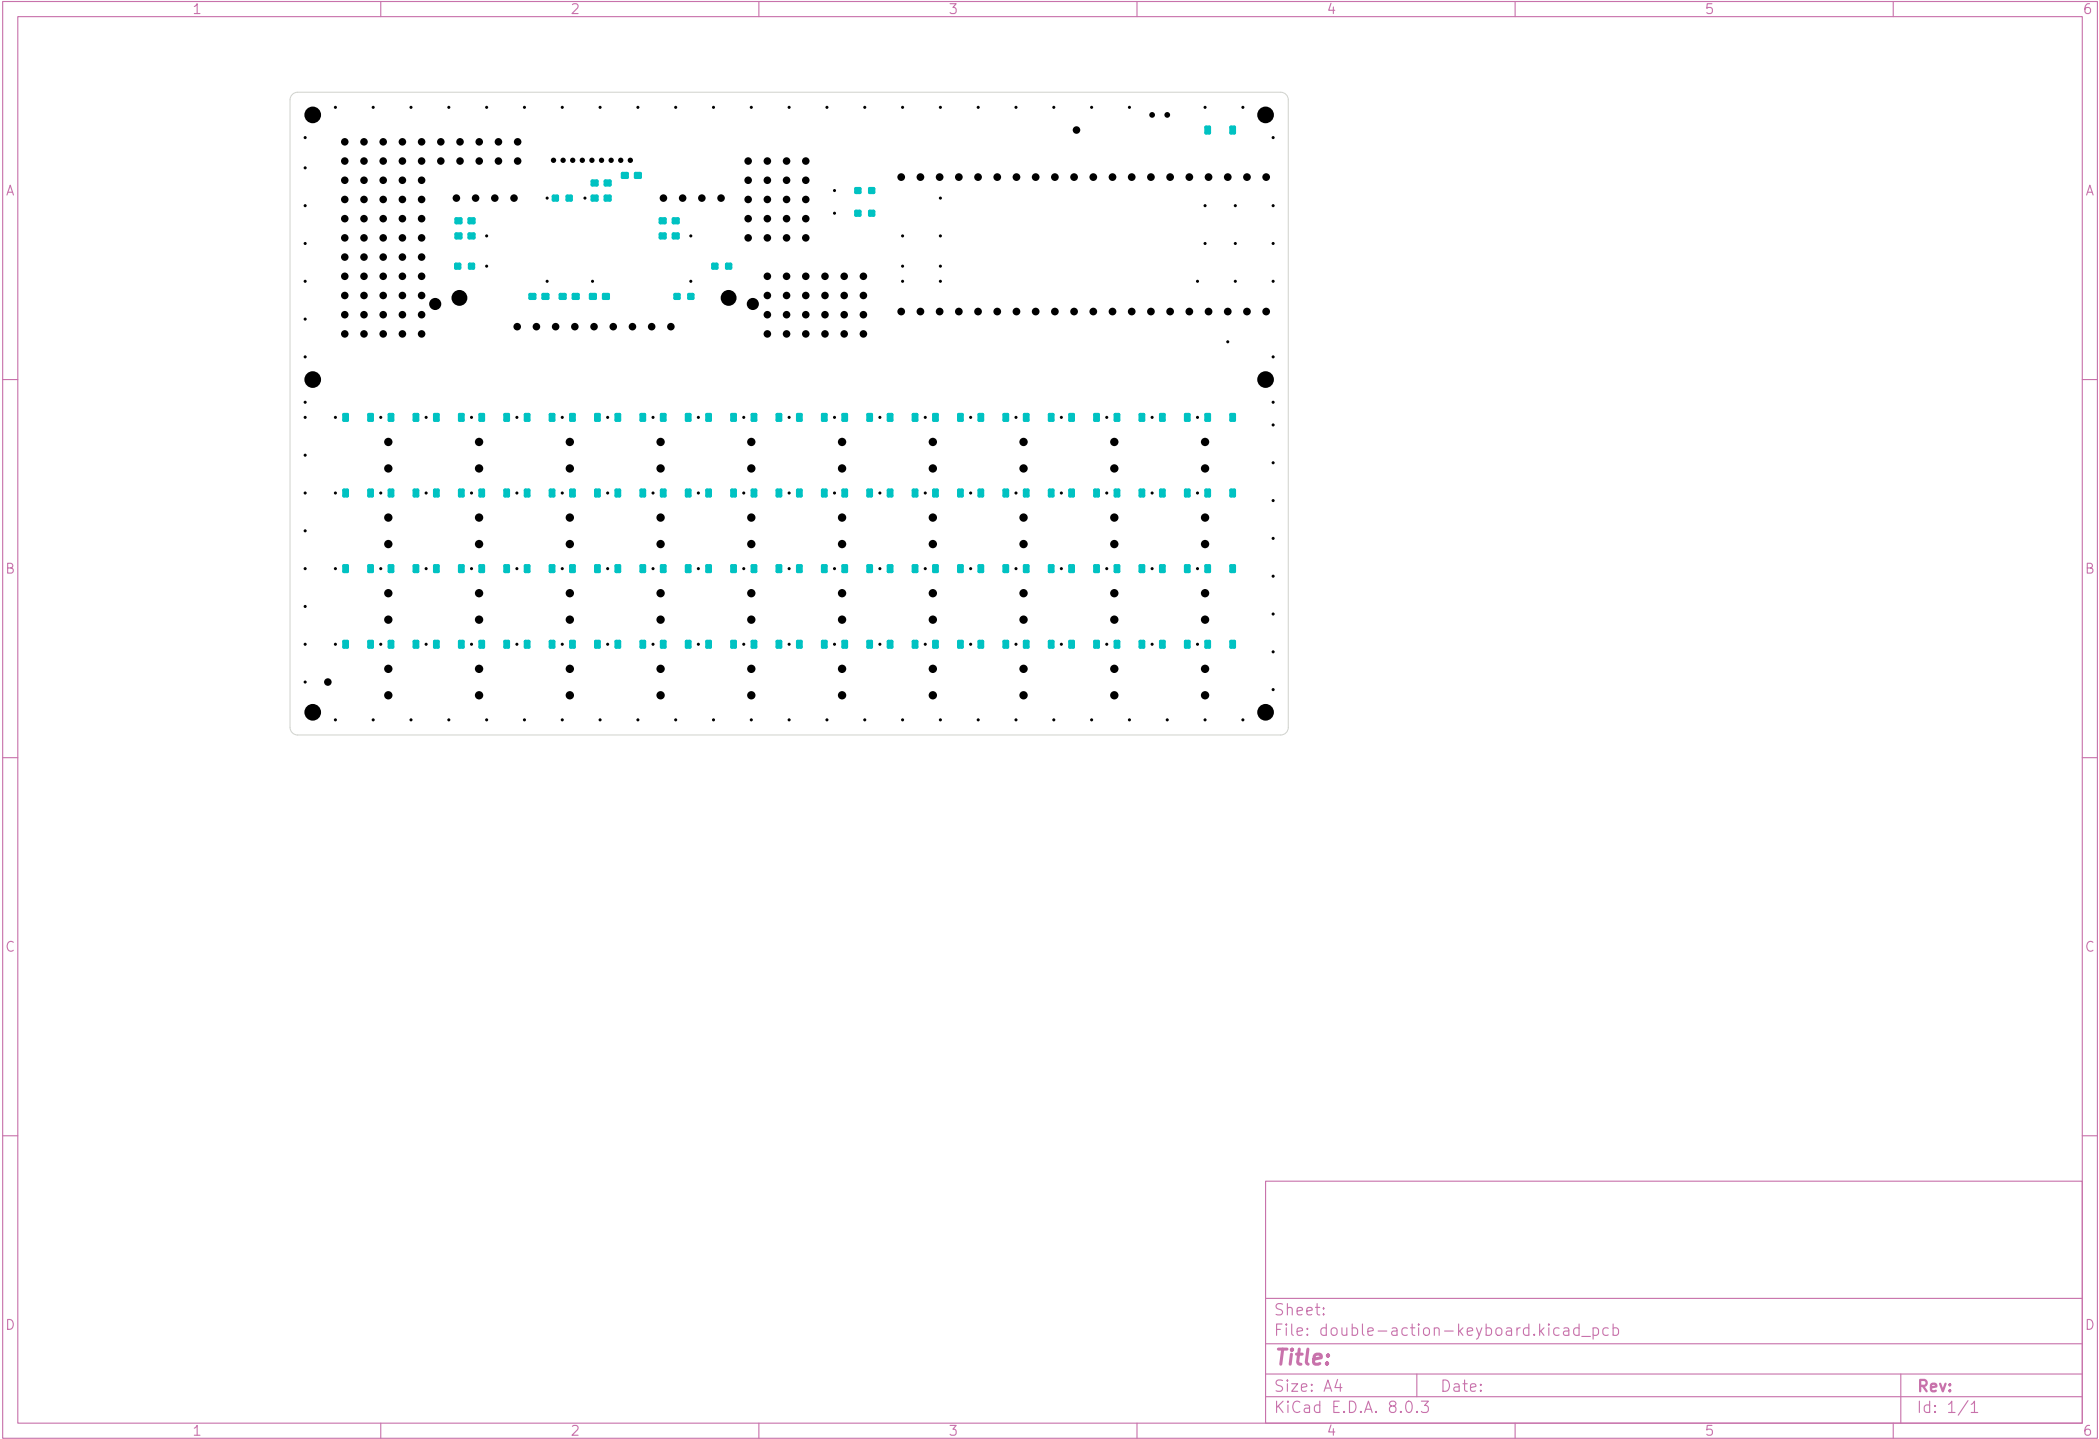 1 2 3 4 5 6
A A
B B
C C
D D
Sheet:
File: double-action-keyboard.kicad_pcb
Title:
Size: A4 Date: Rev:
KiCad E.D.A. 8.0.3 Id: 1/1
1 2 3 4 5 6